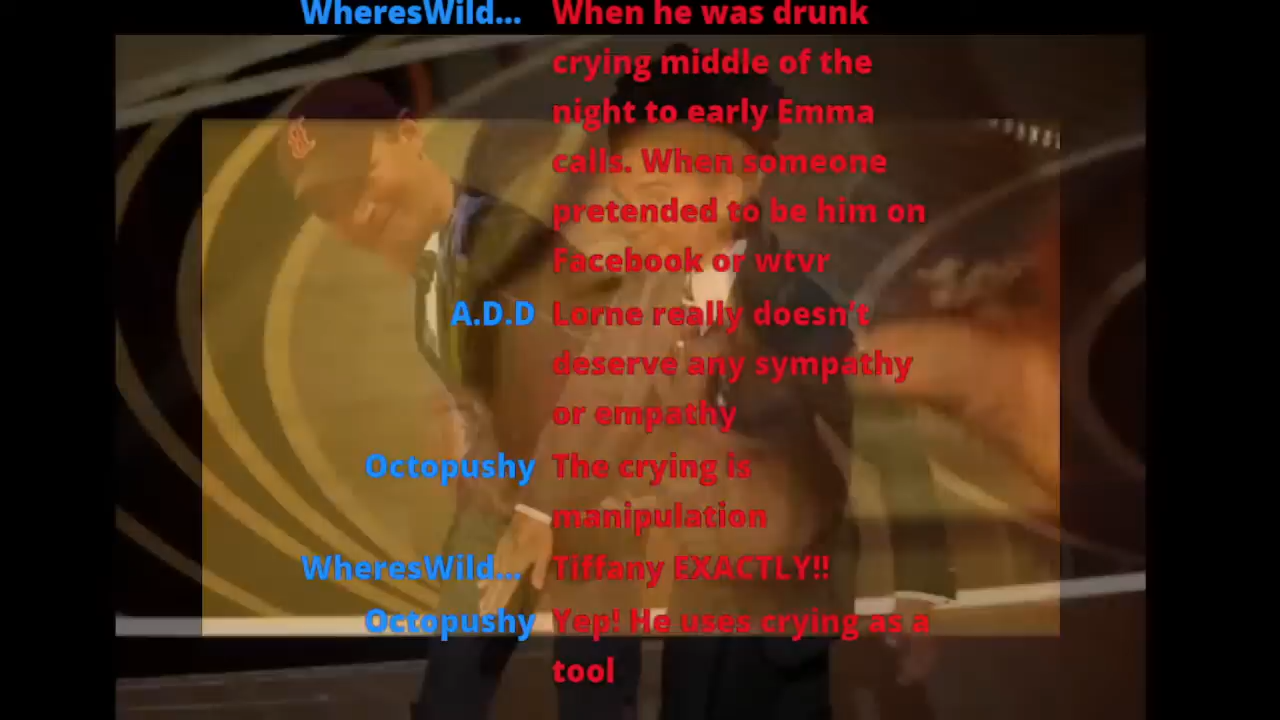 WheresWild... When he was drunk
crying middle of the
night to early Emma
calls. When someone
pretended to be him on
Facebook or wtvr
A.D.D Lorne really doesn't
deserve any sympathy
or empathy
Octopushy The crying is
manipulation
WheresWild... Tiffany EXACTLY!!
Octopushy Yep! He uses crying as a
tool